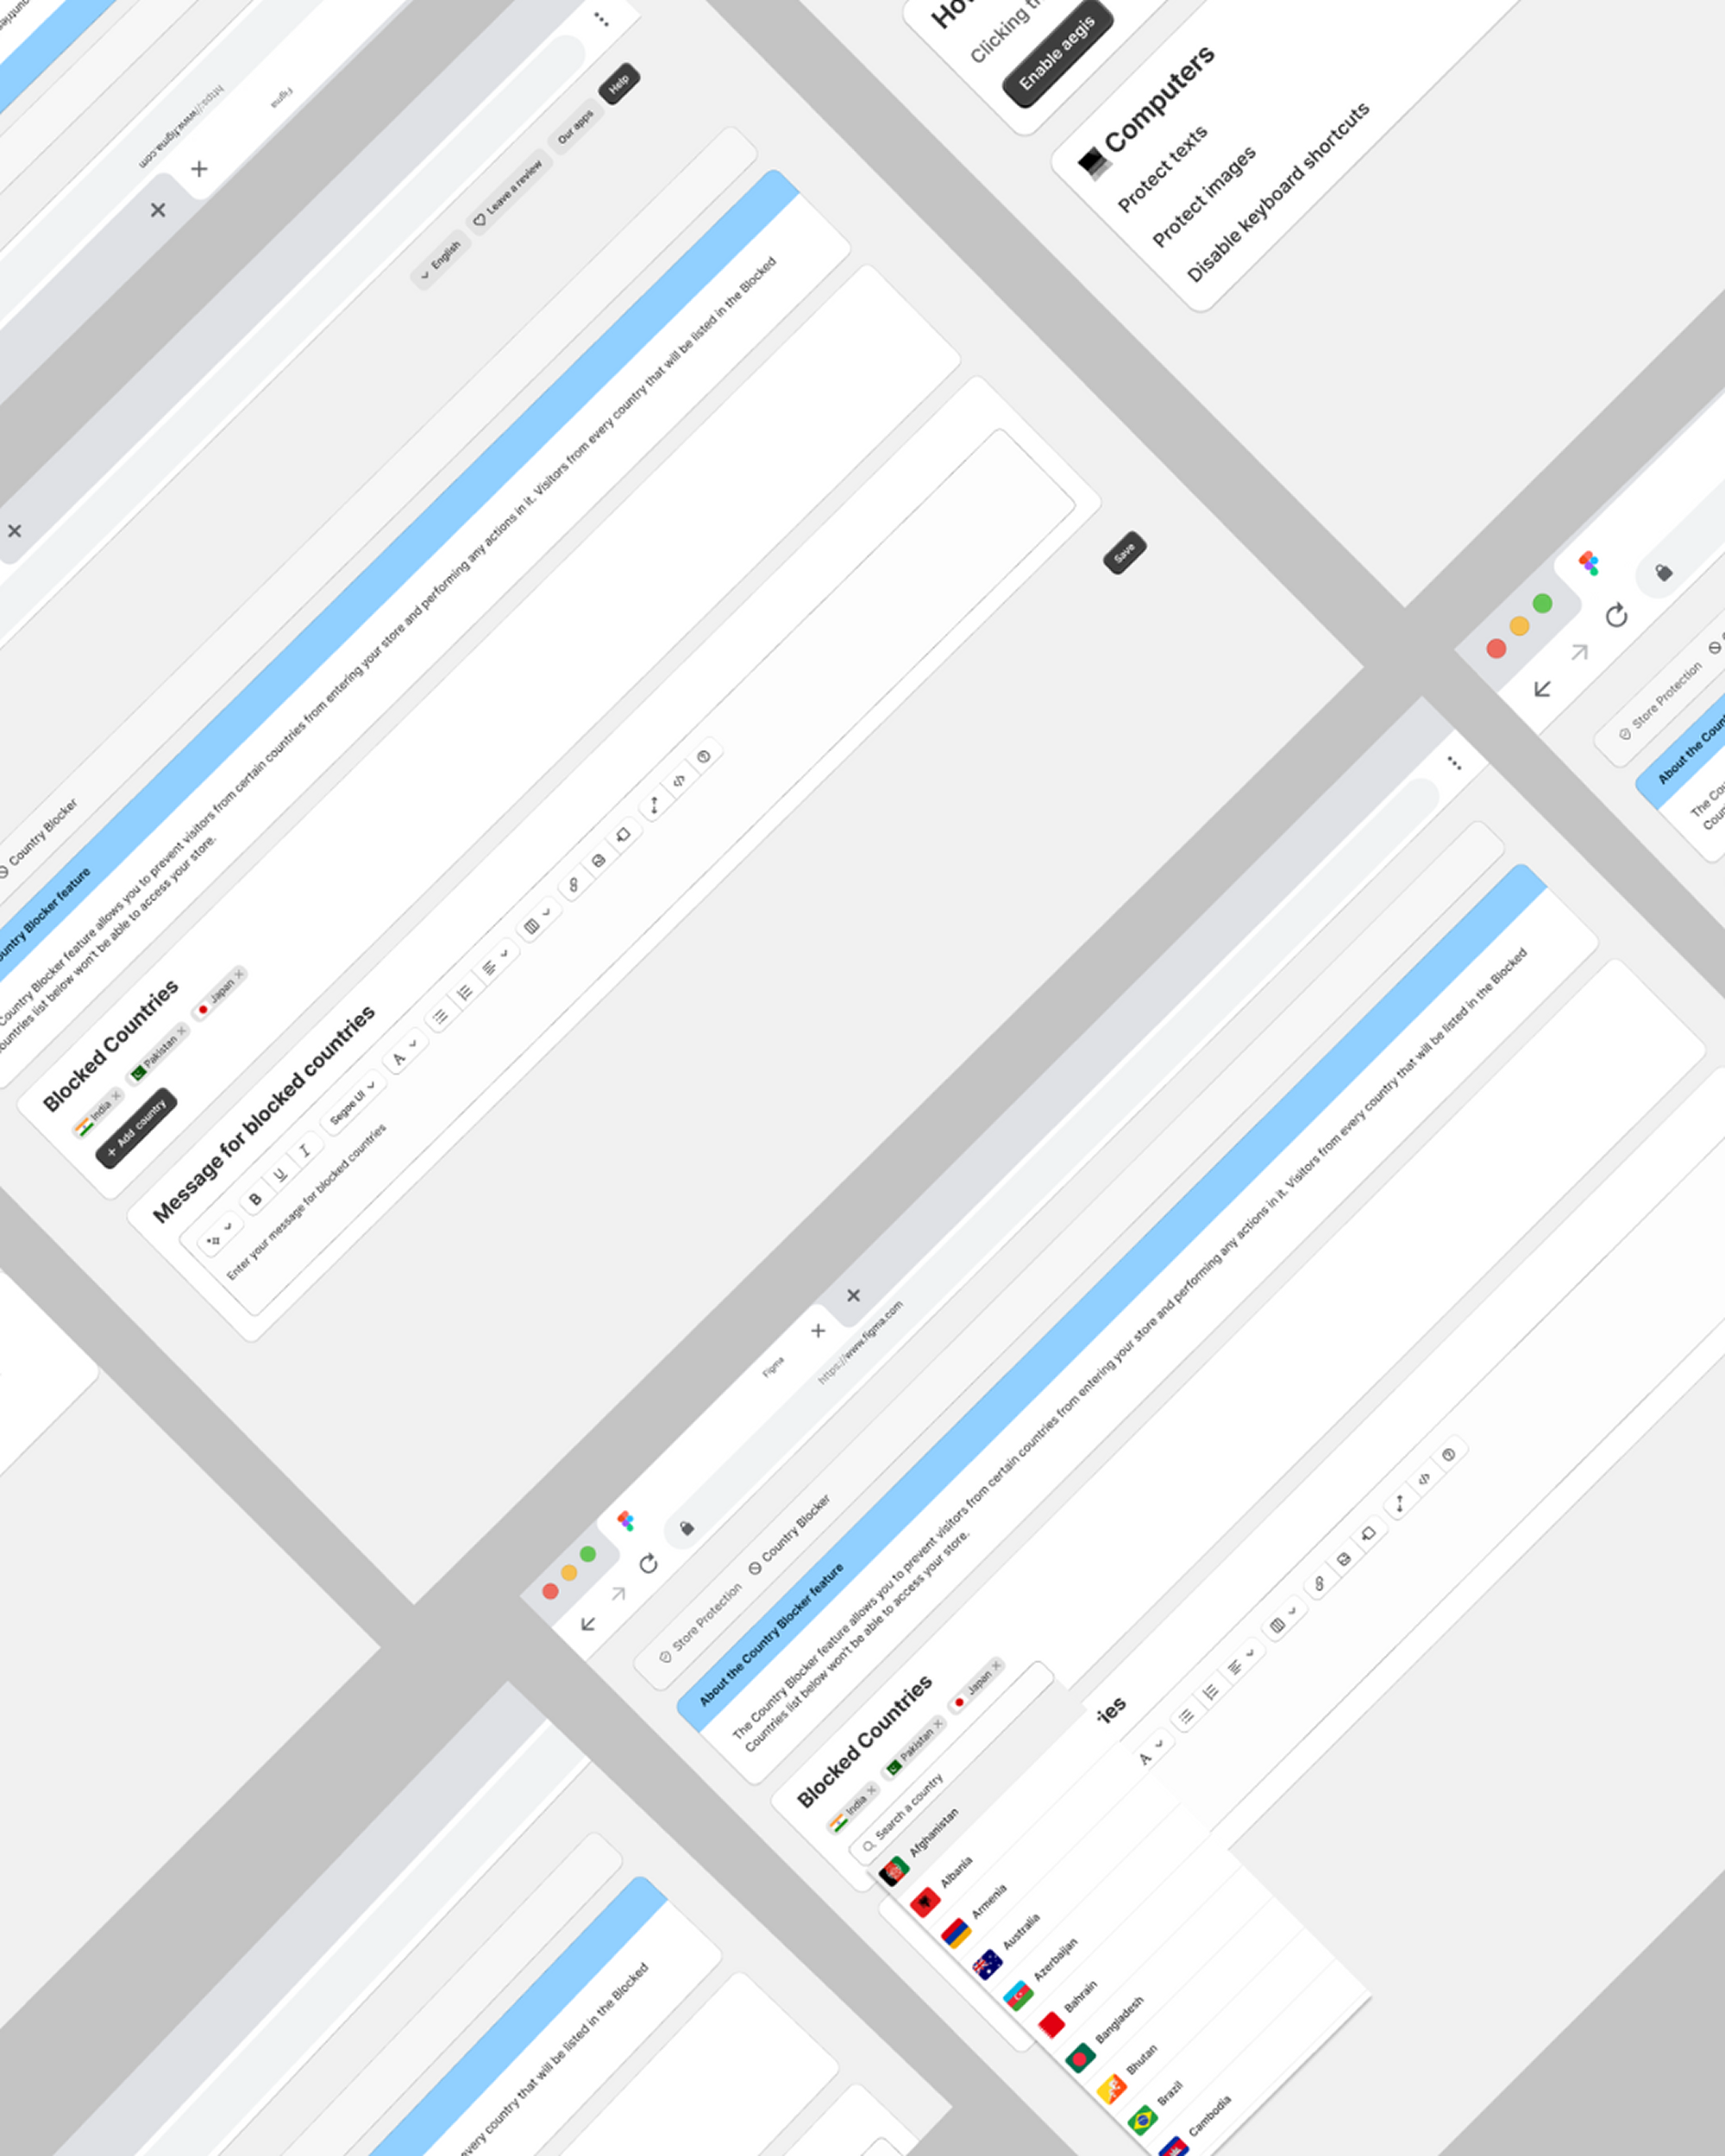 https://www.figma.com
Figma
English
Leave a review
Our apps
Help
Country Blocker
ountry Blocker feature
Country Blocker feature allows you to prevent visitors from certain countries from entering your store and performing any actions in it. Visitors from every country that will be listed in the Blocked
ountries list below won't be able to access your store.
Blocked Countries
India
Pakistan
Japan
+ Add country
Message for blocked countries
B U I Segoe UI A
Enter your message for blocked countries
Save
Clicking
Enable aegis
Computers
Protect texts
Protect images
Disable keyboard shortcuts
Store Protection
About the Coun
The Cou
Coun
Figma
https://www.figma.com
Store Protection
Country Blocker
About the Country Blocker feature
The Country Blocker feature allows you to prevent visitors from certain countries from entering your store and performing any actions in it. Visitors from every country that will be listed in the Blocked
Countries list below won't be able to access your store.
Blocked Countries
India
Pakistan
Japan
Search a country
ies
A
Afghanistan
Albania
Armenia
Australia
Azerbaijan
Bahrain
Bangladesh
Bhutan
Brazil
Cambodia
every country that will be listed in the Blocked